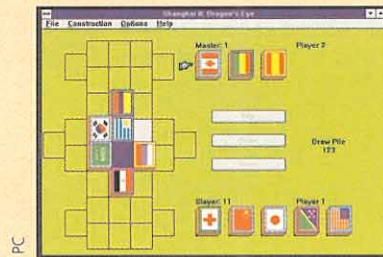 Shanghai II: Dragon's Eye
File Construction Options Help
Master: 1 Player 2
Draw Pile
123
Slayer: 11 Player 1
PC